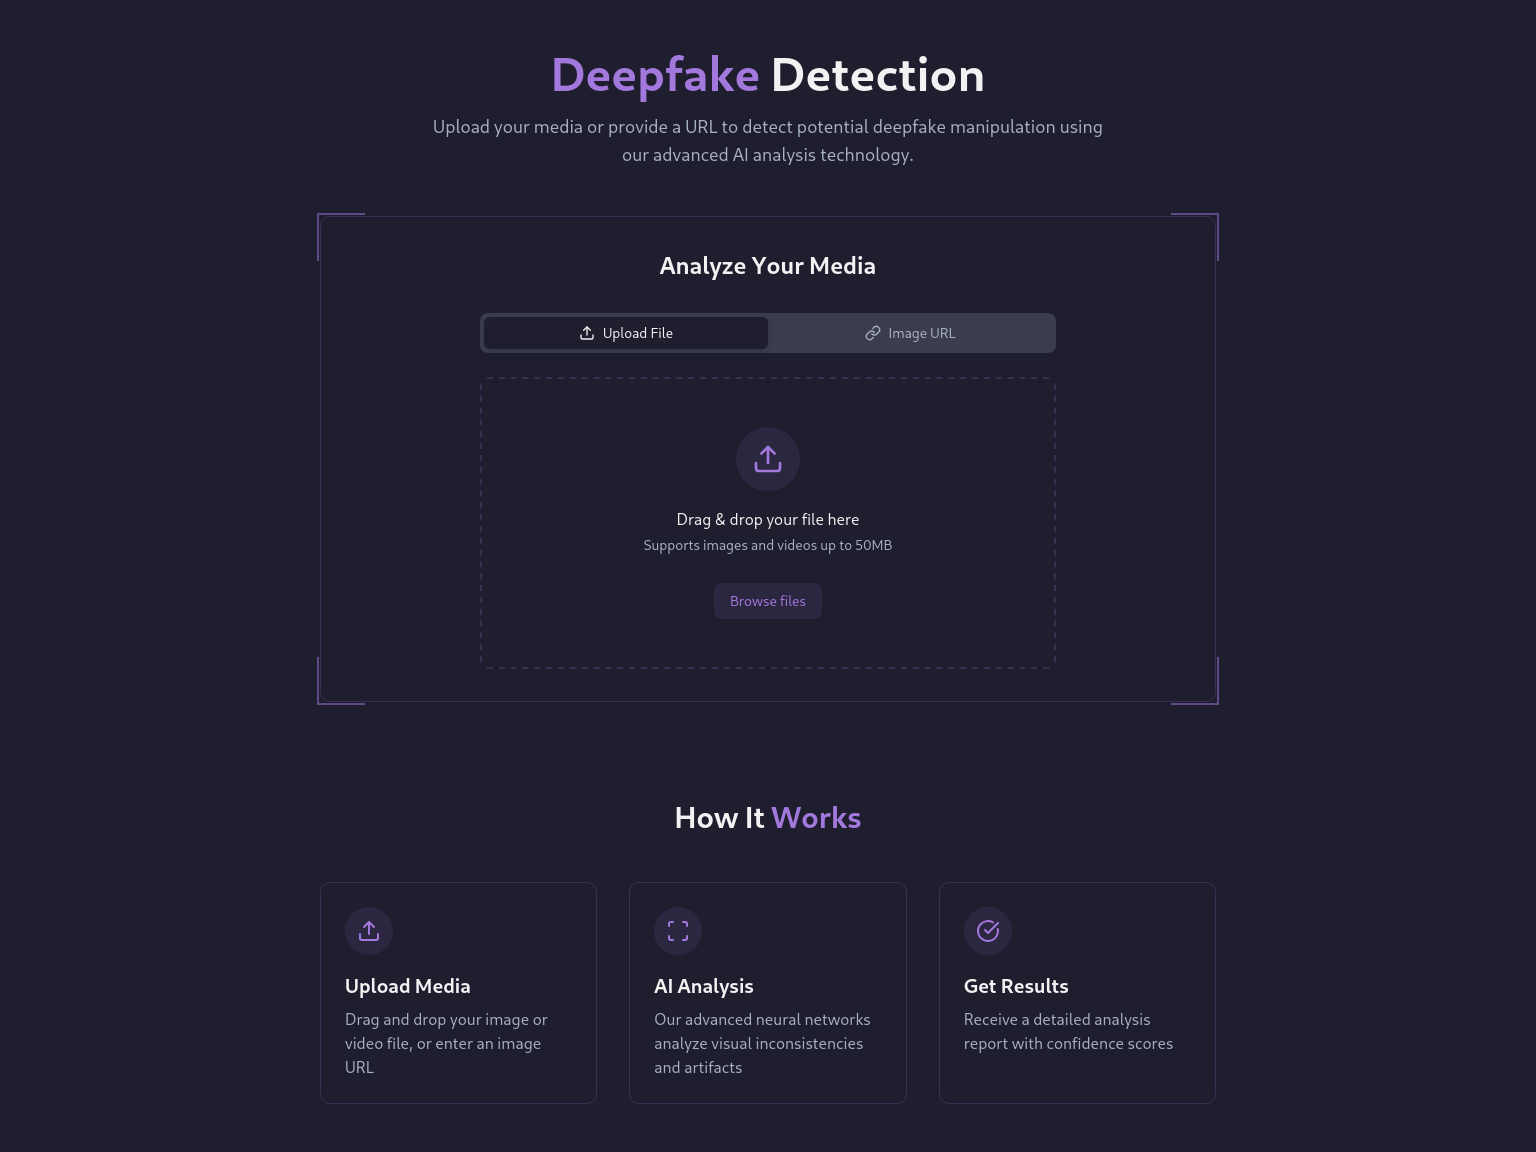 Deepfake Detection
Upload your media or provide a URL to detect potential deepfake manipulation using
our advanced AI analysis technology.
Analyze Your Media
Upload File
Image URL
Drag & drop your file here
Supports images and videos up to 50MB
Browse files
How It Works
Upload Media
Drag and drop your image or
video file, or enter an image
URL
AI Analysis
Our advanced neural networks
analyze visual inconsistencies
and artifacts
Get Results
Receive a detailed analysis
report with confidence scores